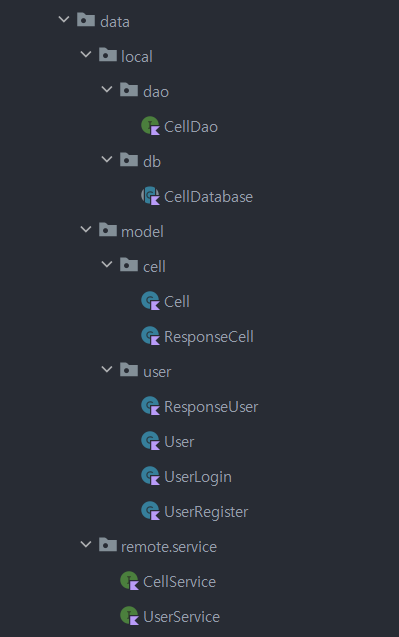 data
local
dao
CellDao
db
CellDatabase
model
cell
Cell
ResponseCell
user
ResponseUser
User
UserLogin
UserRegister
remote.service
CellService
UserService